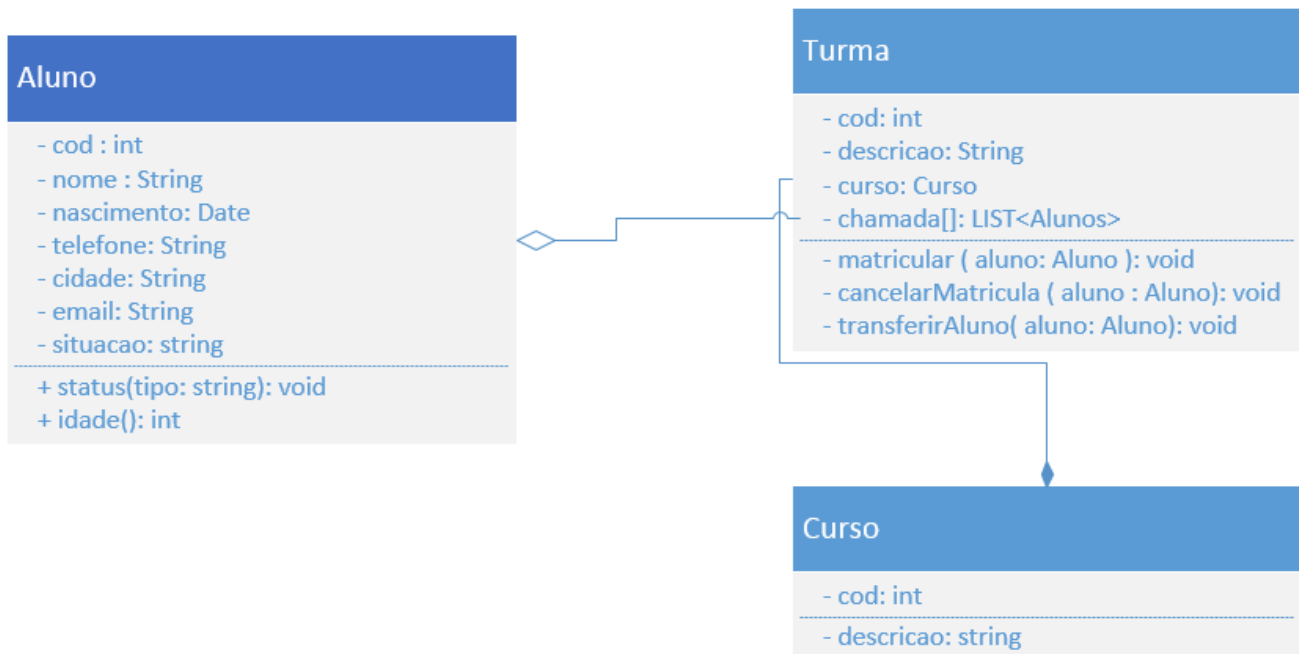 Aluno
- cod : int
- nome : String
- nascimento: Date
- telefone: String
- cidade: String
- email: String
- situacao: string
+ status(tipo: string): void
+ idade(): int
Turma
- cod: int
- descricao: String
- curso: Curso
- chamada[]: LIST<Alunos>
- matricular ( aluno: Aluno ): void
- cancelarMatricula ( aluno : Aluno): void
- transferirAluno( aluno: Aluno): void
Curso
- cod: int
- descricao: string